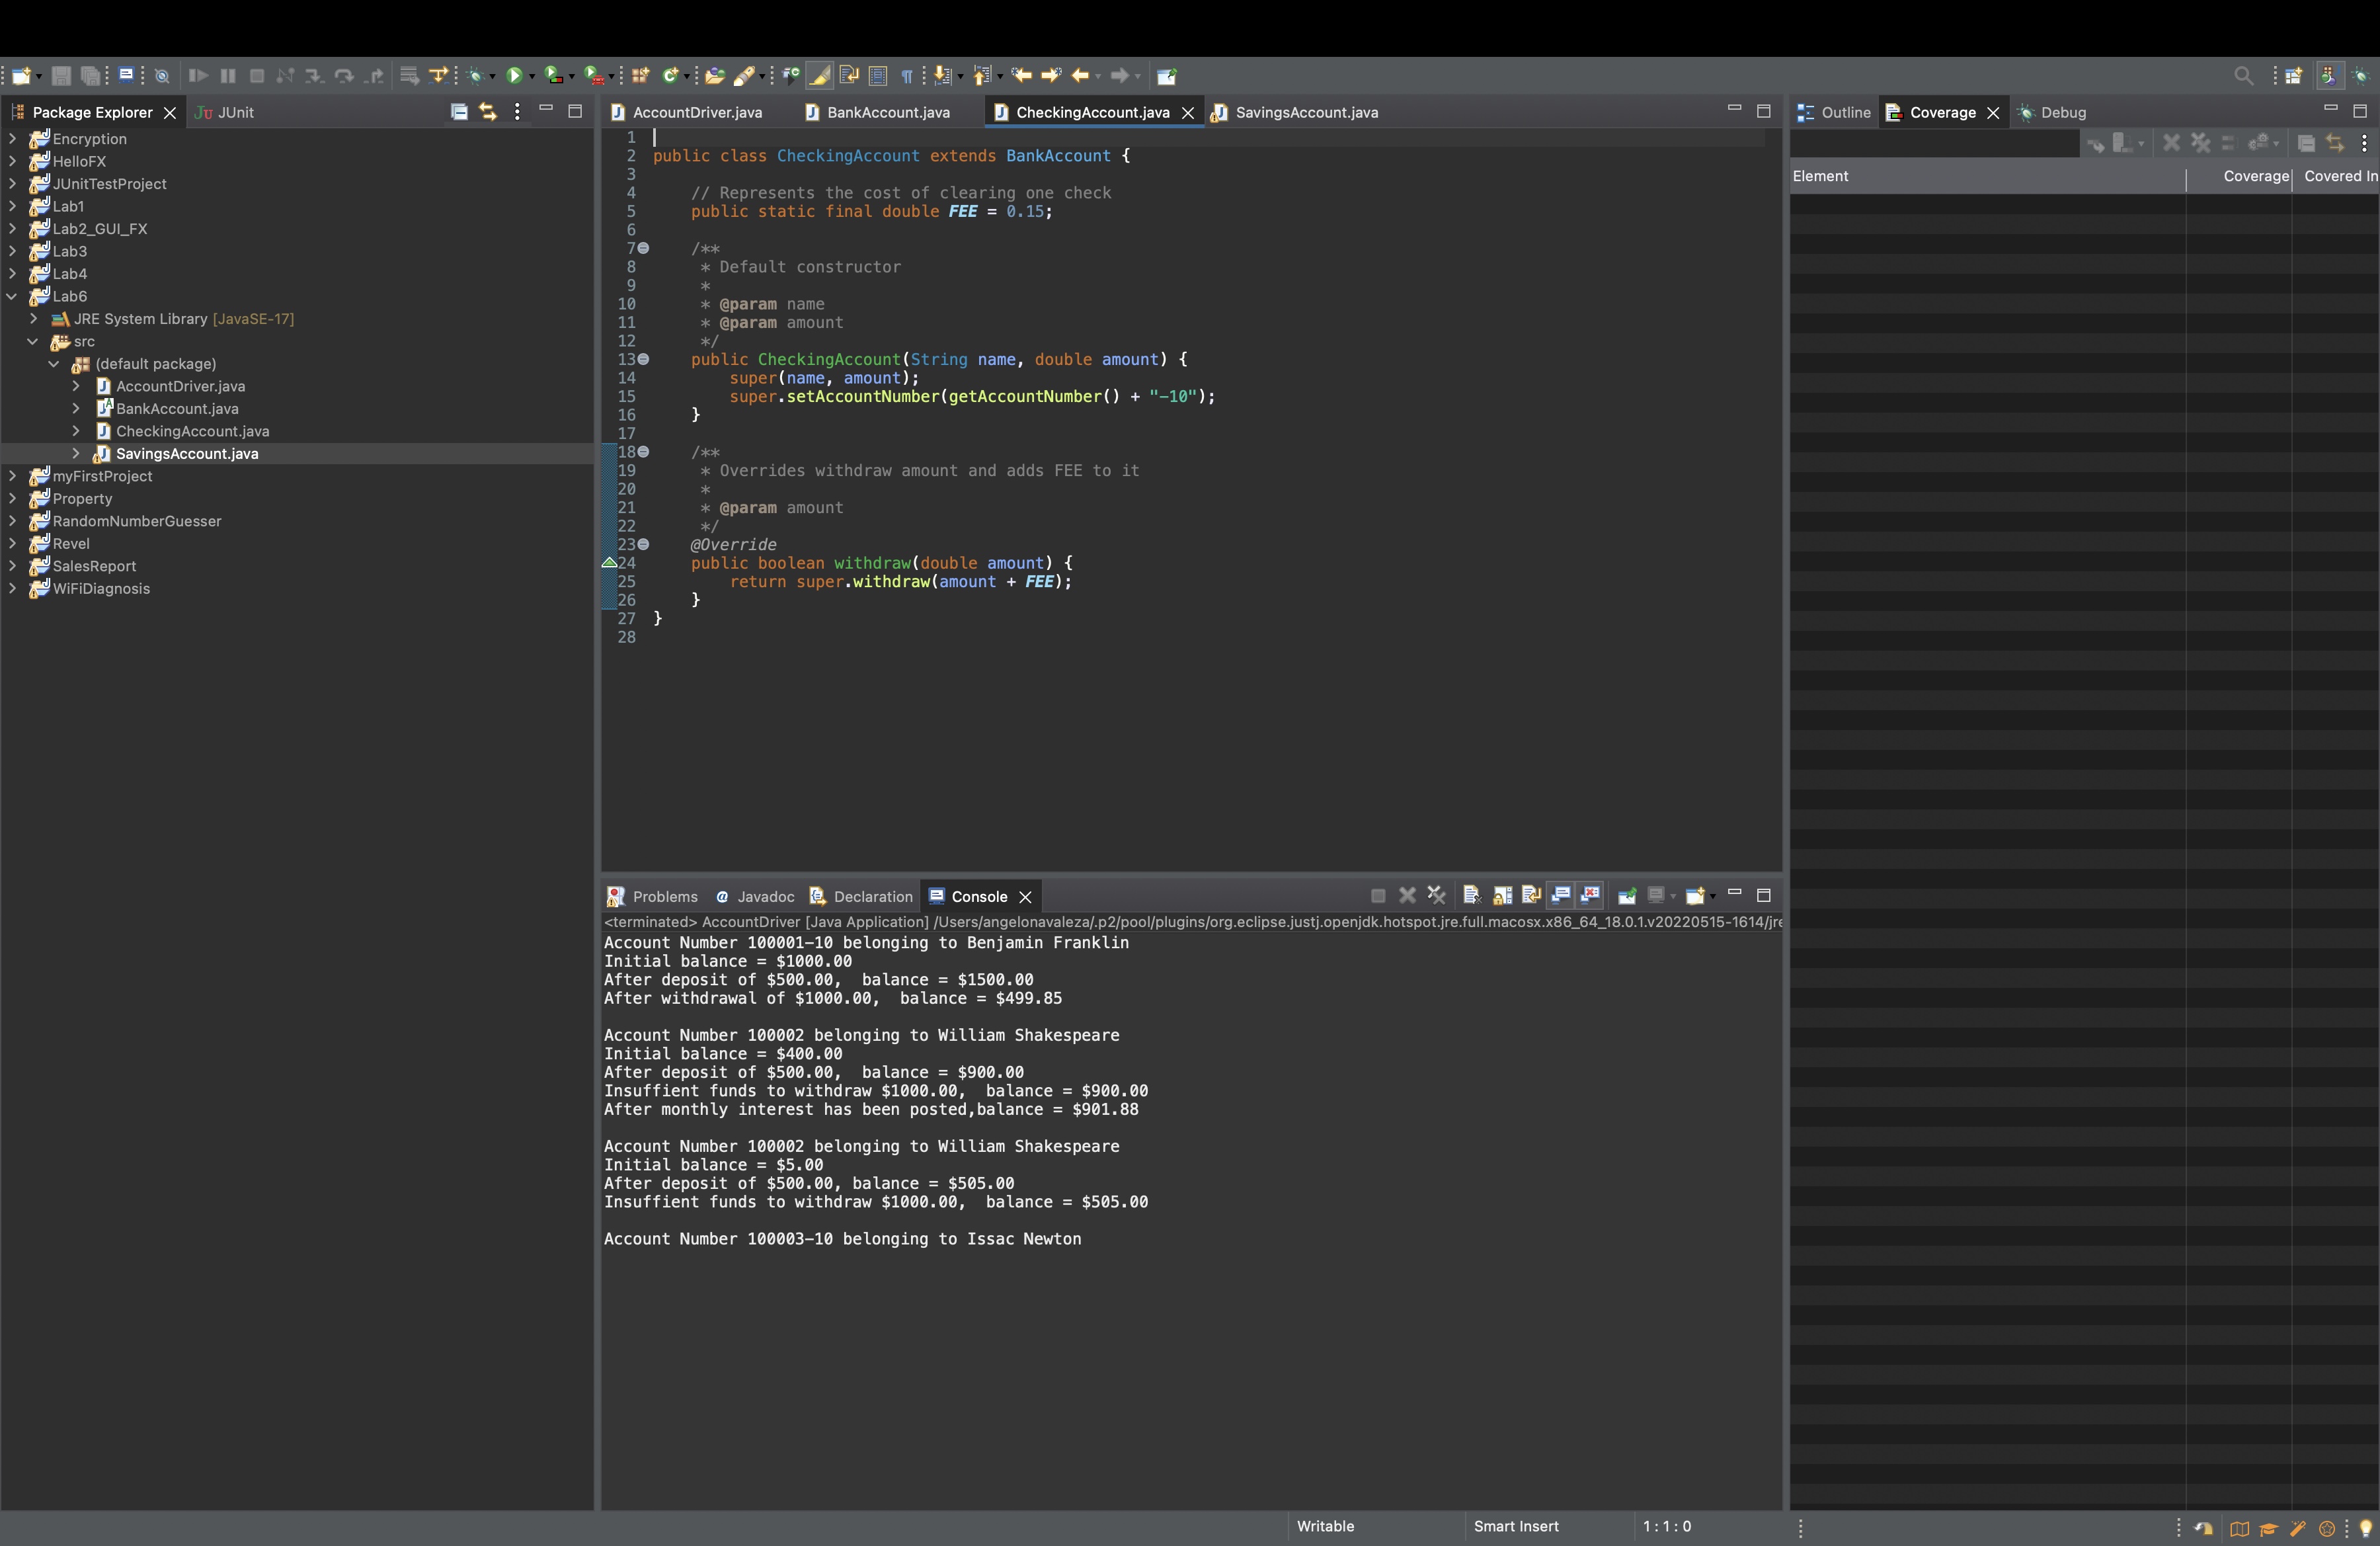 Package Explorer
JUnit
Encryption
HelloFX
JUnitTestProject
Lab1
Lab2_GUI_FX
Lab3
Lab4
Lab6
JRE System Library [JavaSE-17]
src
(default package)
AccountDriver.java
BankAccount.java
CheckingAccount.java
SavingsAccount.java
myFirstProject
Property
RandomNumberGuesser
Revel
SalesReport
WiFiDiagnosis
AccountDriver.java BankAccount.java CheckingAccount.java SavingsAccount.java
1
2 public class CheckingAccount extends BankAccount {
3
4 // Represents the cost of clearing one check
5 public static final double FEE = 0.15;
6
7 /**
8 * Default constructor
9 *
10 * @param name
11 * @param amount
12 */
13 public CheckingAccount(String name, double amount) {
14 super(name, amount);
15 super.setAccountNumber(getAccountNumber() + "-10");
16 }
17
18 /**
19 * Overrides withdraw amount and adds FEE to it
20 *
21 * @param amount
22 */
23 @Override
24 public boolean withdraw(double amount) {
25 return super.withdraw(amount + FEE);
26 }
27 }
28
Problems Javadoc Declaration Console
<terminated> AccountDriver [Java Application] /Users/angelonavaleza/.p2/pool/plugins/org.eclipse.justj.openjdk.hotspot.jre.full.macosx.x86_64_18.0.1.v20220515-1614/jre
Account Number 100001-10 belonging to Benjamin Franklin
Initial balance = $1000.00
After deposit of $500.00,  balance = $1500.00
After withdrawal of $1000.00,  balance = $499.85
Account Number 100002 belonging to William Shakespeare
Initial balance = $400.00
After deposit of $500.00,  balance = $900.00
Insuffient funds to withdraw $1000.00,  balance = $900.00
After monthly interest has been posted,balance = $901.88
Account Number 100002 belonging to William Shakespeare
Initial balance = $5.00
After deposit of $500.00, balance = $505.00
Insuffient funds to withdraw $1000.00,  balance = $505.00
Account Number 100003-10 belonging to Issac Newton
Outline Coverage Debug
Element Coverage Covered In
Writable Smart Insert 1 : 1 : 0